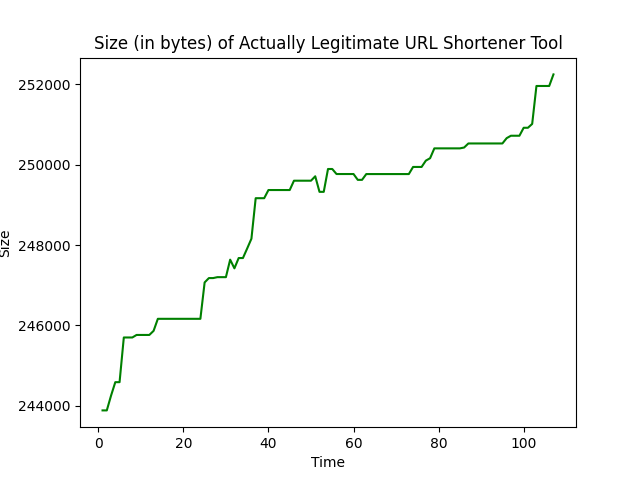 Size (in bytes) of Actually Legitimate URL Shortener Tool
252000
250000
248000
246000
244000
Size
0 20 40 60 80 100
Time